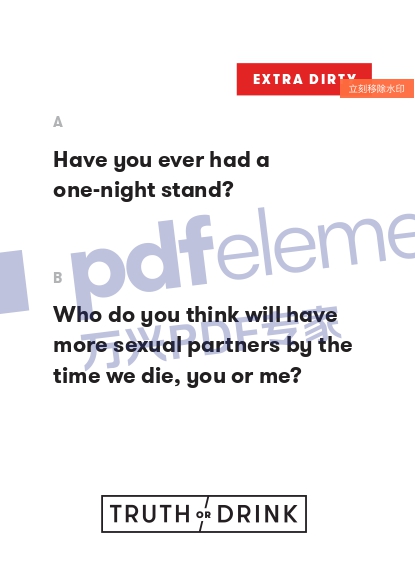 EXTRA DIRTY
立刻移除水印
A
Have you ever had a
one-night stand?
pdfeleme
B
Who do you think will have
more sexual partners by the
time we die, you or me?
万兴PDF专家
TRUTH OR DRINK